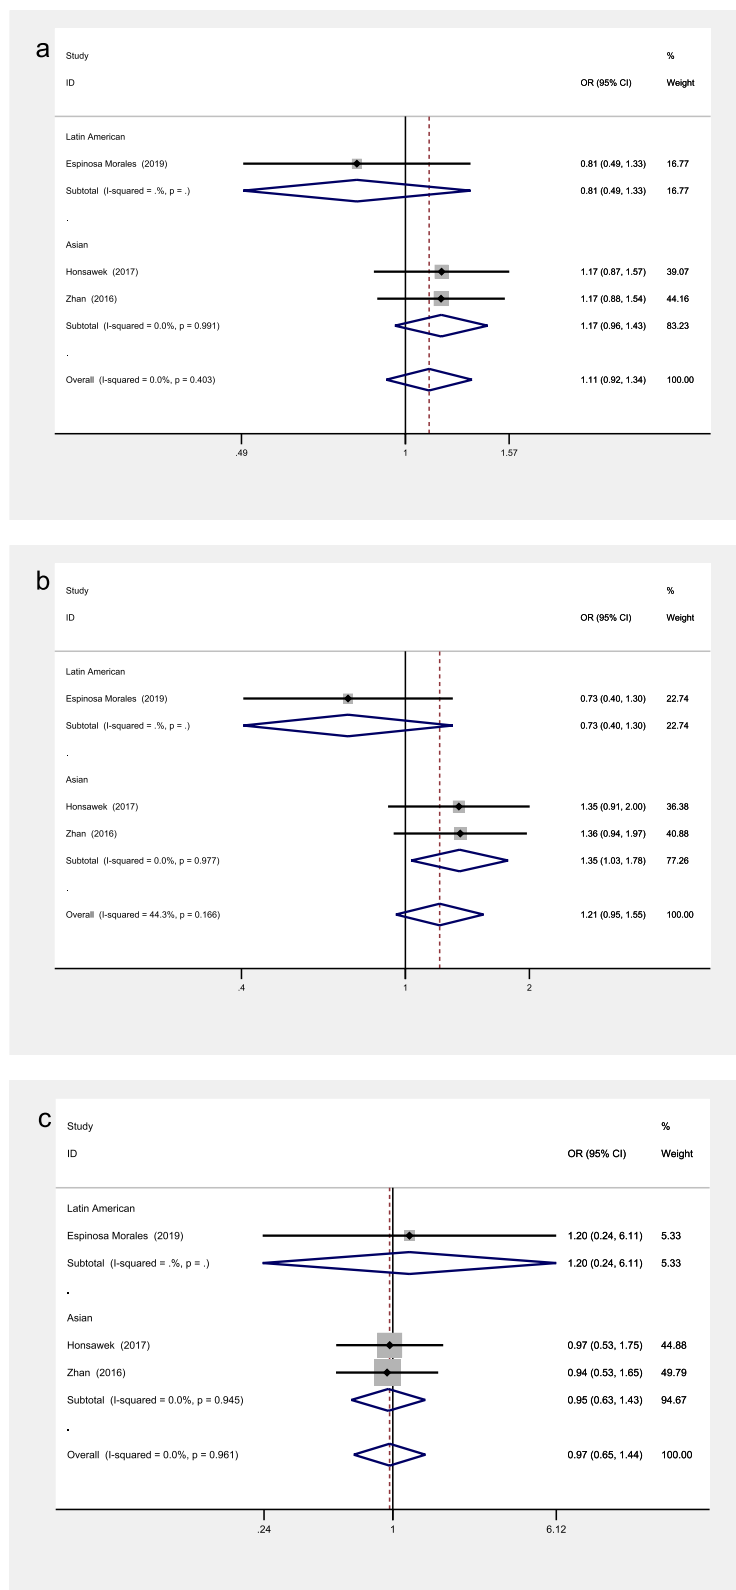 a
Study %
ID OR (95% CI) Weight
Latin American
Espinosa Morales (2019) 0.81 (0.49, 1.33) 16.77
Subtotal (I-squared = .%, p = .) 0.81 (0.49, 1.33) 16.77
.
Asian
Honsawek (2017) 1.17 (0.87, 1.57) 39.07
Zhan (2016) 1.17 (0.88, 1.54) 44.16
Subtotal (I-squared = 0.0%, p = 0.991) 1.17 (0.96, 1.43) 83.23
.
Overall (I-squared = 0.0%, p = 0.403) 1.11 (0.92, 1.34) 100.00
.49 1 1.57
b
Study %
ID OR (95% CI) Weight
Latin American
Espinosa Morales (2019) 0.73 (0.40, 1.30) 22.74
Subtotal (I-squared = .%, p = .) 0.73 (0.40, 1.30) 22.74
.
Asian
Honsawek (2017) 1.35 (0.91, 2.00) 36.38
Zhan (2016) 1.36 (0.94, 1.97) 40.88
Subtotal (I-squared = 0.0%, p = 0.977) 1.35 (1.03, 1.78) 77.26
.
Overall (I-squared = 44.3%, p = 0.166) 1.21 (0.95, 1.55) 100.00
.4 1 2
c
Study %
ID OR (95% CI) Weight
Latin American
Espinosa Morales (2019) 1.20 (0.24, 6.11) 5.33
Subtotal (I-squared = .%, p = .) 1.20 (0.24, 6.11) 5.33
.
Asian
Honsawek (2017) 0.97 (0.53, 1.75) 44.88
Zhan (2016) 0.94 (0.53, 1.65) 49.79
Subtotal (I-squared = 0.0%, p = 0.945) 0.95 (0.63, 1.43) 94.67
.
Overall (I-squared = 0.0%, p = 0.961) 0.97 (0.65, 1.44) 100.00
.24 1 6.12